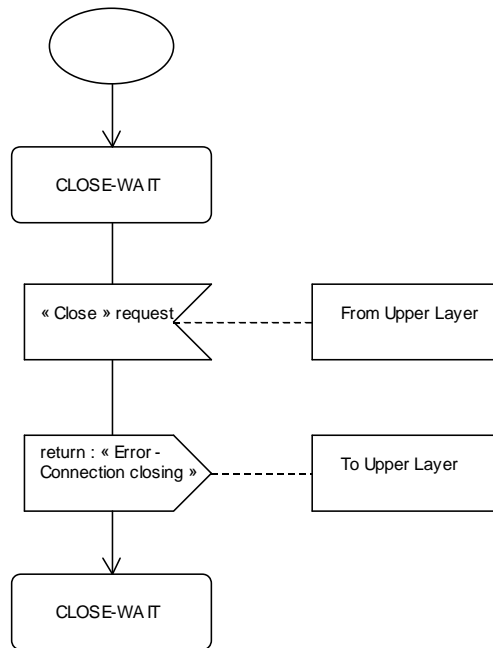 CLOSE-WAIT
« Close » request
From Upper Layer
return : « Error -
Connection closing »
To Upper Layer
CLOSE-WAIT